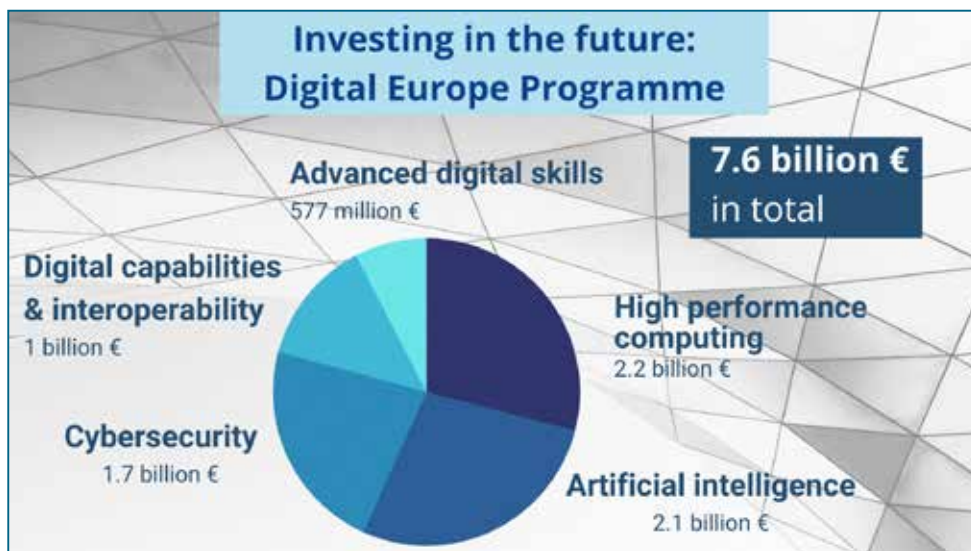 Investing in the future:
Digital Europe Programme
7.6 billion €
in total
Advanced digital skills
577 million €
Digital capabilities
& interoperability
1 billion €
High performance
computing
2.2 billion €
Cybersecurity
1.7 billion €
Artificial intelligence
2.1 billion €